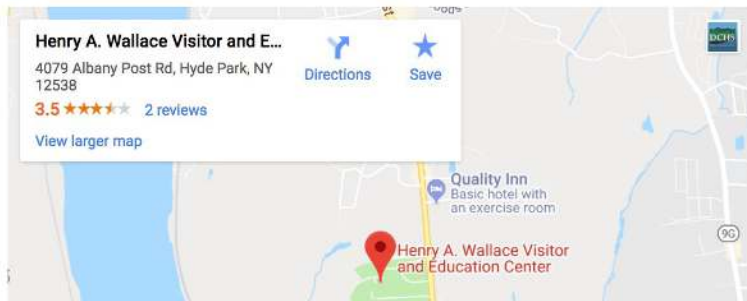 Henry A. Wallace Visitor and E...
4079 Albany Post Rd, Hyde Park, NY
12538
3.5
2 reviews
View larger map
Directions
Save
DCHS
Quality Inn
Basic hotel with
an exercise room
Henry A. Wallace Visitor
and Education Center
9G